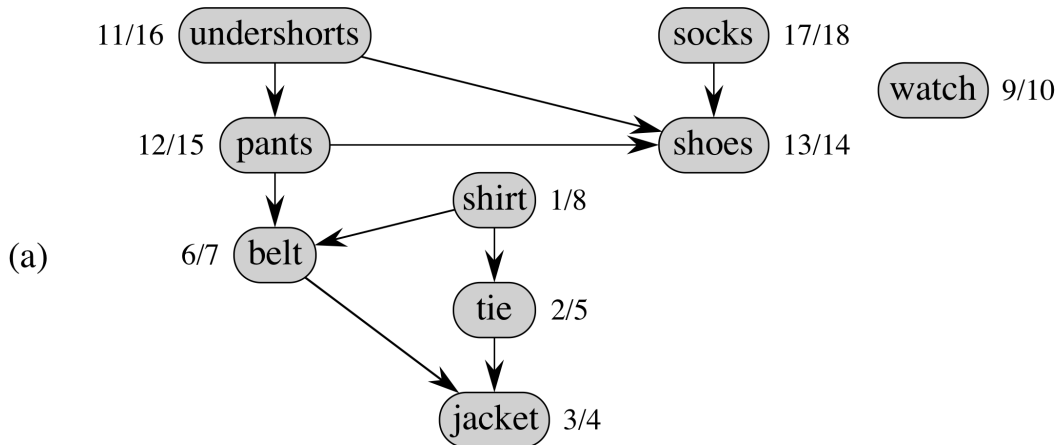 11/16 undershorts
socks 17/18
watch 9/10
12/15 pants
shoes 13/14
shirt 1/8
(a)
6/7 belt
tie 2/5
jacket 3/4